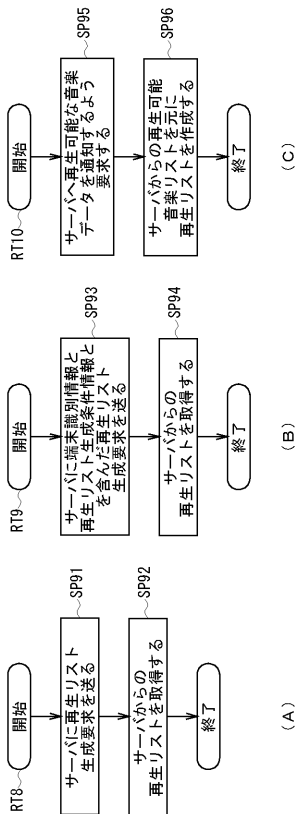 RT8
開始
サーバに再生リスト
生成要求を送る
SP91
サーバからの
再生リストを取得する
SP92
終了
(A)
RT9
開始
サーバに端末識別情報と
再生リスト生成条件情報と
を含んだ再生リスト
生成要求を送る
SP93
サーバからの
再生リストを取得する
SP94
終了
(B)
RT10
開始
サーバへ再生可能な音楽
データを通知するよう
要求する
SP95
サーバからの再生可能
音楽リストを元に
再生リストを作成する
SP96
終了
(C)